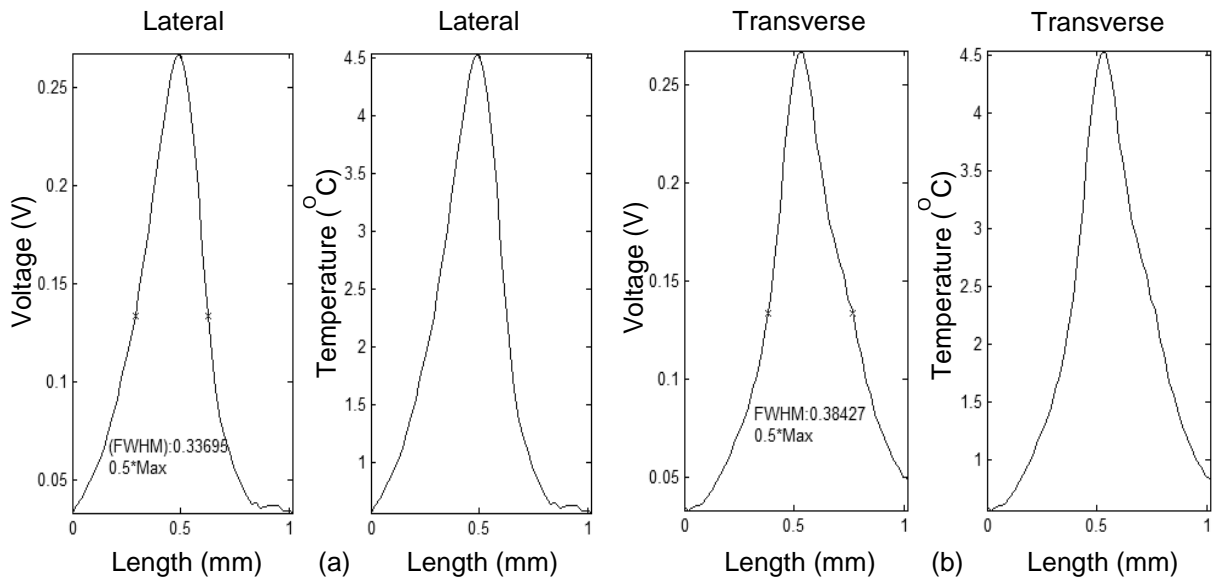 Lateral
Lateral
Transverse
Transverse
Voltage (V)
0.25
0.2
0.15
0.1
0.05
(FWHM):0.33695
0.5*Max
0
0.5
1
Length (mm)
Temperature (°C)
4.5
4
3.5
3
2.5
2
1.5
1
0
0.5
1
Length (mm)
(a)
Voltage (V)
0.25
0.2
0.15
0.1
0.05
FWHM:0.38427
0.5*Max
0
0.5
1
Length (mm)
Temperature (°C)
4.5
4
3.5
3
2.5
2
1.5
1
0
0.5
1
Length (mm)
(b)